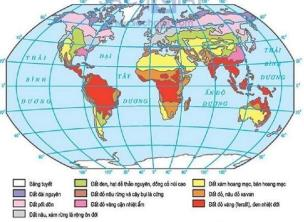 THÁI
BÌNH
DƯƠNG
ĐẠI
TÂY
DƯƠNG
ẤN ĐỘ
DƯƠNG
THÁI
BÌNH
DƯƠNG
Băng tuyết
Đất đài nguyên
Đất pốt dôn
Đất nâu, xám rừng lá rộng ôn đới
Đất đen, hạt dẻ thảo nguyên, đồng cỏ núi cao
Đất đỏ nâu rừng và cây bụi lá cứng
Đất đỏ vàng cận nhiệt ẩm
Đất xám hoang mạc, bán hoang mạc
Đất đỏ, nâu đỏ xavan
Đất đỏ vàng (feralit), đen nhiệt đới